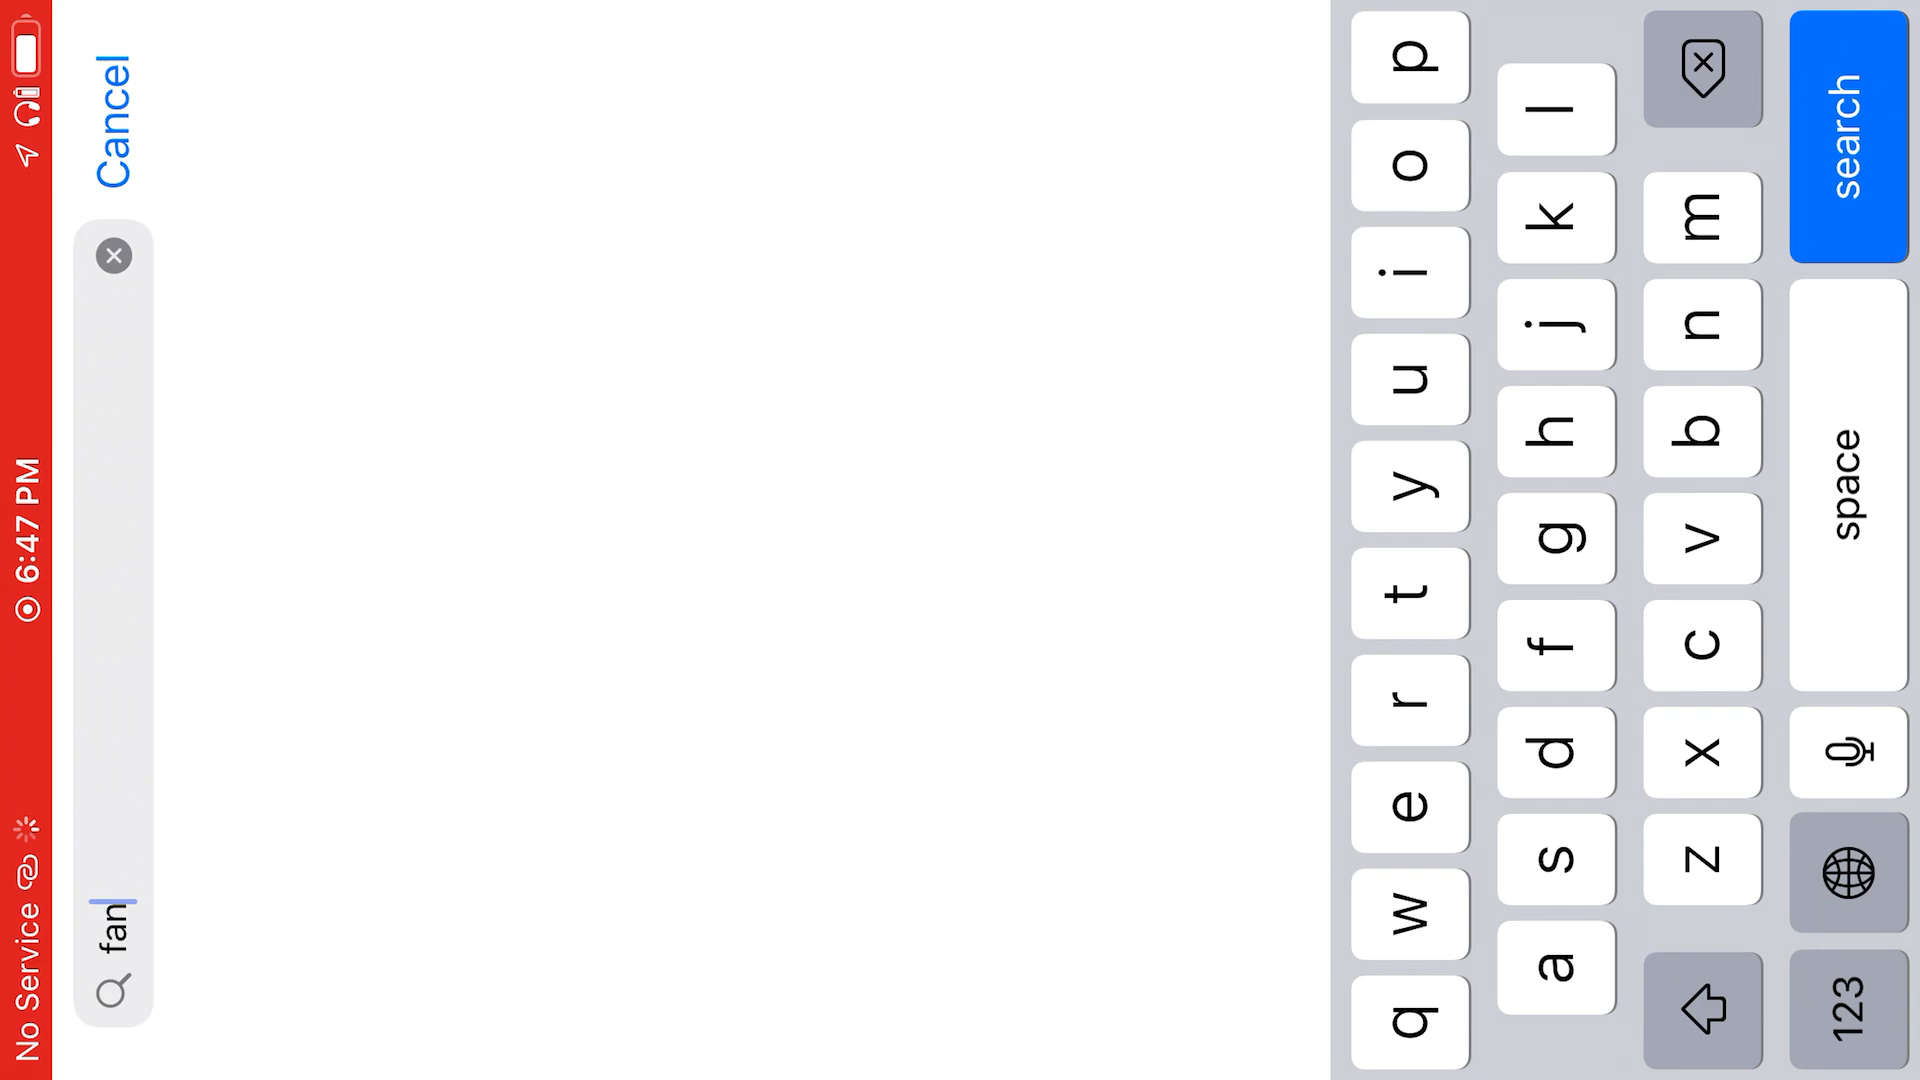 No Service 6:47 PM
fan Cancel
q w e r t y u i o p
a s d f g h j k l
z x c v b n m
123 space search